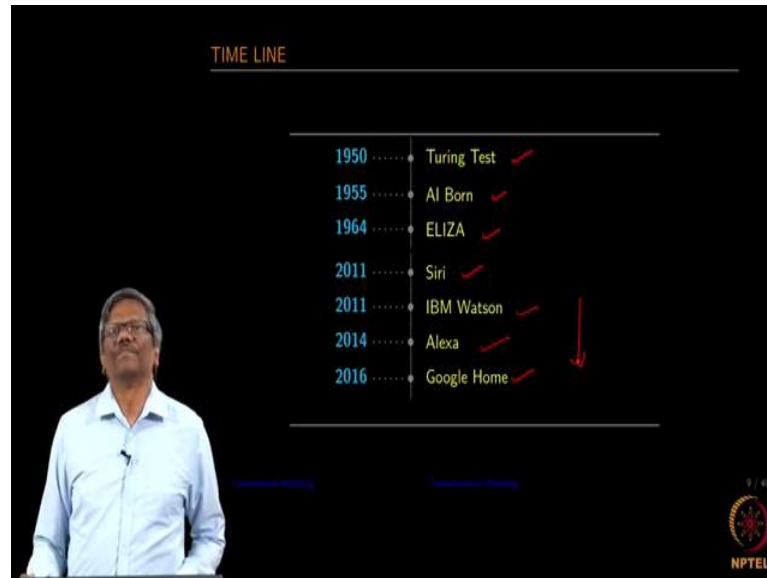 TIME LINE
1950 ...... Turing Test
1955 ...... AI Born
1964 ...... ELIZA
2011 ...... Siri
2011 ...... IBM Watson
2014 ...... Alexa
2016 ...... Google Home
NPTEL